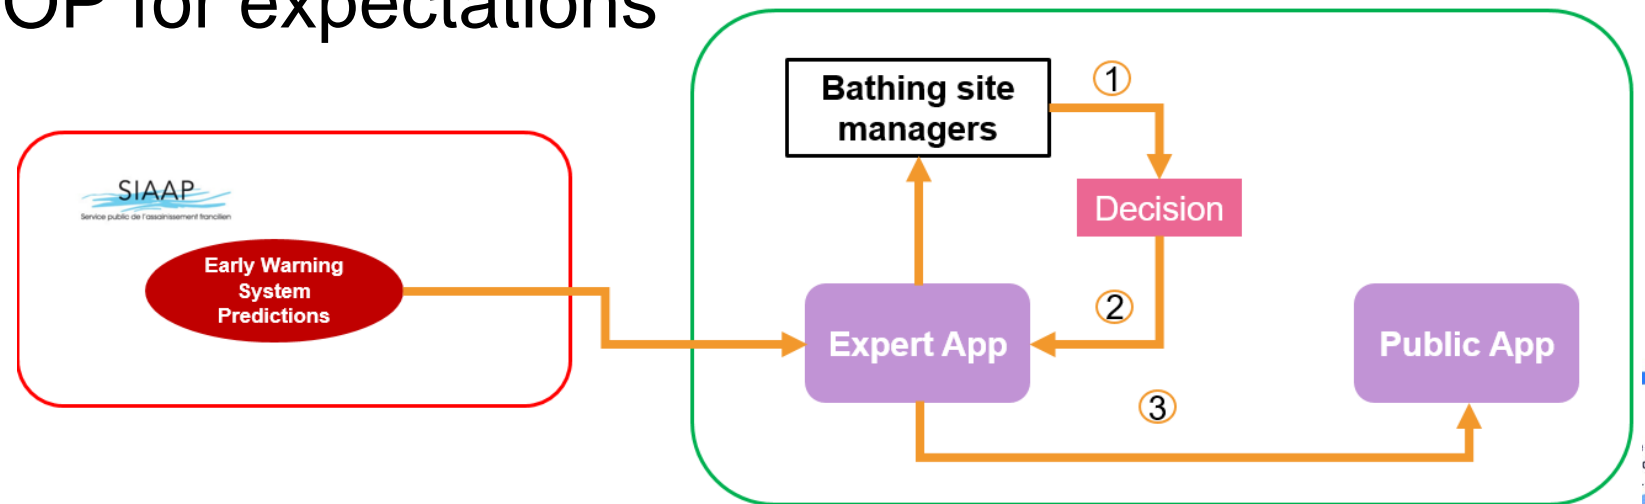 OP for expectations
SIAAP
Service public de l'assainissement francilien
Early Warning
System
Predictions
Bathing site
managers
1
Decision
2
Expert App
Public App
3